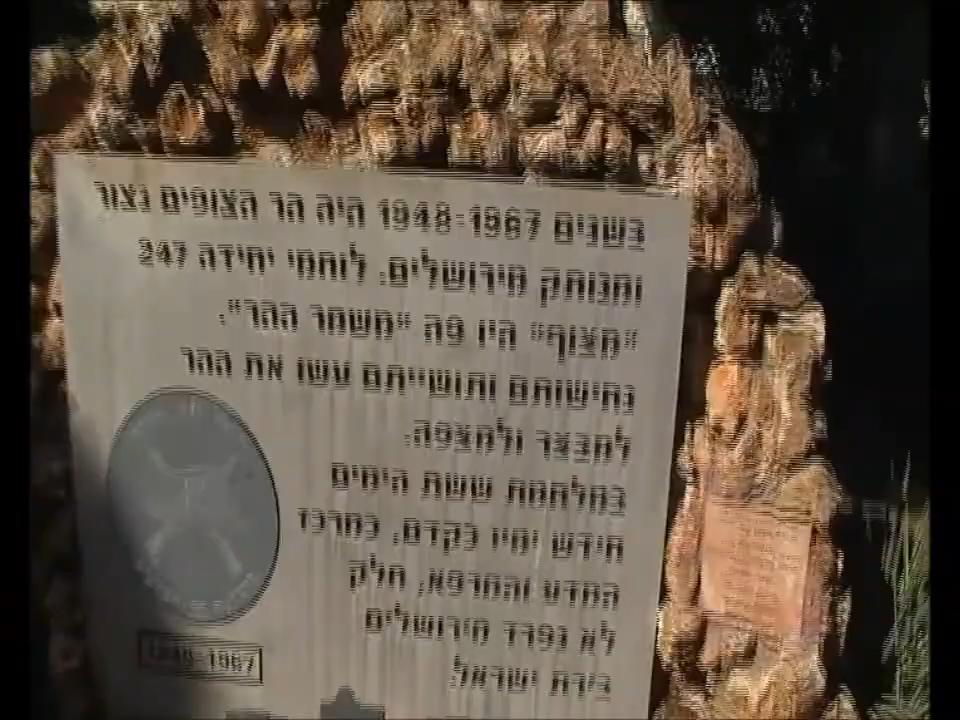 בשנים 1948-1967 היה הר הצופים נצור
ומנותק מירושלים. לוחמי יחידה 247
"מצוף" היו פה "משמר ההר".
נחישותם ותושייתם עשו את ההר
למבצר ולמצפה.
במלחמת ששת הימים
חידש ימיו כקדם, כמרכז
המדע והמרפא, חלק
לא נפרד מירושלים
בירת ישראל.
1948-1967